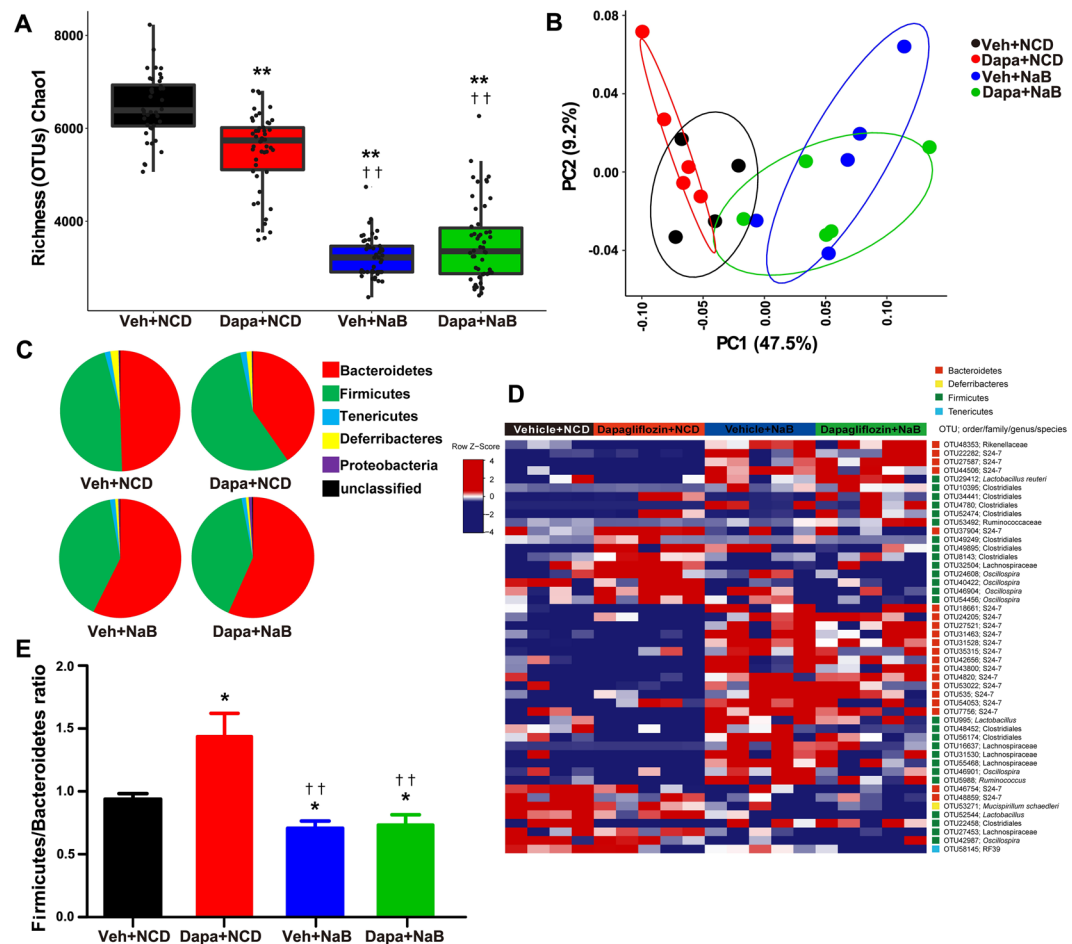 A
Richness (OTUs) Chao1
8000
6000
4000
**
**
††
**
††
Veh+NCD
Dapa+NCD
Veh+NaB
Dapa+NaB
B
PC2 (9.2%)
0.08
0.04
0.00
-0.04
-0.10
-0.05
0.00
0.05
0.10
PC1 (47.5%)
Veh+NCD
Dapa+NCD
Veh+NaB
Dapa+NaB
C
Veh+NCD
Dapa+NCD
Veh+NaB
Dapa+NaB
Bacteroidetes
Firmicutes
Tenericutes
Deferribacteres
Proteobacteria
unclassified
D
Bacteroidetes
Deferribacteres
Firmicutes
Tenericutes
OTU; order/family/genus/species
Row Z-Score
4
2
0
−2
−4
Vehicle+NCD
Dapagliflozin+NCD
Vehicle+NaB
Dapagliflozin+NaB
OTU48353; Rikenellaceae
OTU22282; S24-7
OTU27587; S24-7
OTU44506; S24-7
OTU29412; Lactobacillus reuteri
OTU10395; Clostridiales
OTU34441; Clostridiales
OTU4780; Clostridiales
OTU52474; Clostridiales
OTU53492; Ruminococcaceae
OTU37904; S24-7
OTU49249; Clostridiales
OTU49895; Clostridiales
OTU8143; Clostridiales
OTU32504; Lachnospiraceae
OTU24608; Oscillospira
OTU40422; Oscillospira
OTU46904; Oscillospira
OTU54456; Oscillospira
OTU18661; S24-7
OTU24205; S24-7
OTU27521; S24-7
OTU31463; S24-7
OTU31528; S24-7
OTU35315; S24-7
OTU42656; S24-7
OTU43800; S24-7
OTU4820; S24-7
OTU53022; S24-7
OTU535; S24-7
OTU54053; S24-7
OTU7756; S24-7
OTU995; Lactobacillus
OTU48452; Clostridiales
OTU56174; Clostridiales
OTU16637; Lachnospiraceae
OTU31530; Lachnospiraceae
OTU55468; Lachnospiraceae
OTU46901; Oscillospira
OTU5988; Ruminococcus
OTU46754; S24-7
OTU48859; S24-7
OTU53271; Mucispirillum schaedleri
OTU52544; Lactobacillus
OTU22458; Clostridiales
OTU27453; Lachnospiraceae
OTU42987; Oscillospira
OTU58145; RF39
E
Firmicutes/Bacteroidetes ratio
2.0
1.5
1.0
0.5
0.0
*
††
*
††
*
Veh+NCD
Dapa+NCD
Veh+NaB
Dapa+NaB